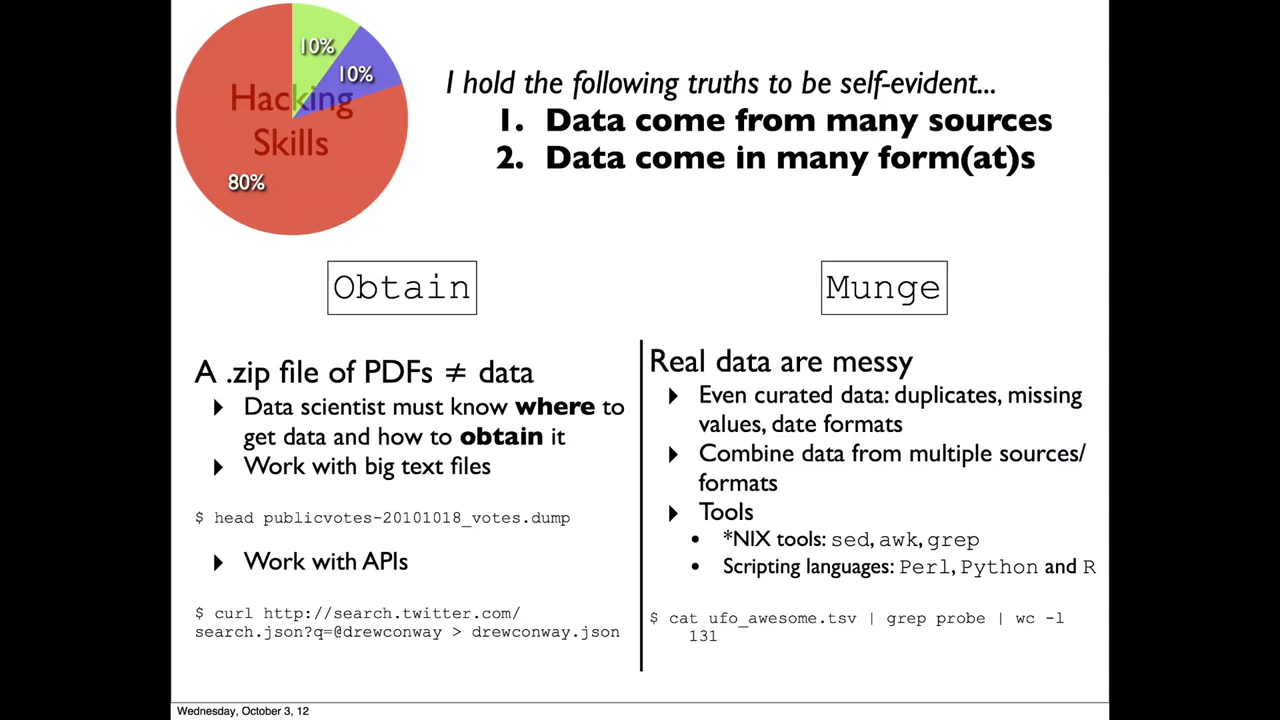 10%
10%
Hacking
Skills
80%
I hold the following truths to be self-evident...
1. Data come from many sources
2. Data come in many form(at)s
Obtain
A .zip file of PDFs ≠ data
Data scientist must know where to
get data and how to obtain it
Work with big text files
$ head publicvotes-20101018_votes.dump
Work with APIs
$ curl http://search.twitter.com/
search.json?q=@drewconway > drewconway.json
Munge
Real data are messy
Even curated data: duplicates, missing
values, date formats
Combine data from multiple sources/
formats
Tools
*NIX tools: sed, awk, grep
Scripting languages: Perl, Python and R
$ cat ufo_awesome.tsv | grep probe | wc -l
131
Wednesday, October 3, 12